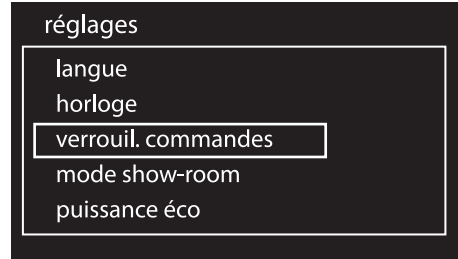 réglages
langue
horloge
verrouil. commandes
mode show-room
puissance éco